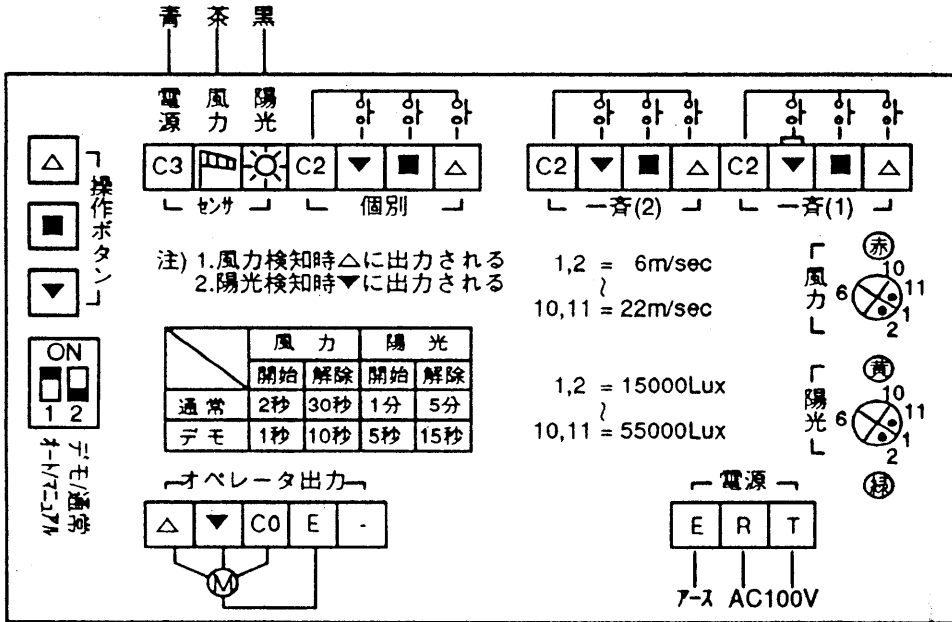 青 茶 黒
電源 風力 陽光
C3 C2 ▼ ■ △
C2 ▼ ■ △ C2 ▼ ■ △
センサ 個別 一斉(2) 一斉(1)
△ ■ ▼
操作ボタン
注) 1.風力検知時△に出力される
2.陽光検知時▼に出力される
1,2 = 6m/sec
~
10,11 = 22m/sec
風力
赤
6 10 11 1 2
風力 陽光
開始 解除 開始 解除
通常 2秒 30秒 1分 5分
デモ 1秒 10秒 5秒 15秒
1,2 = 15000Lux
~
10,11 = 55000Lux
陽光
黄
6 10 11 1 2
緑
ON
1 2
デモ/通常
オート/マニュアル
オペレータ出力
△ ▼ C0 E -
M
電源
E R T
アース AC100V